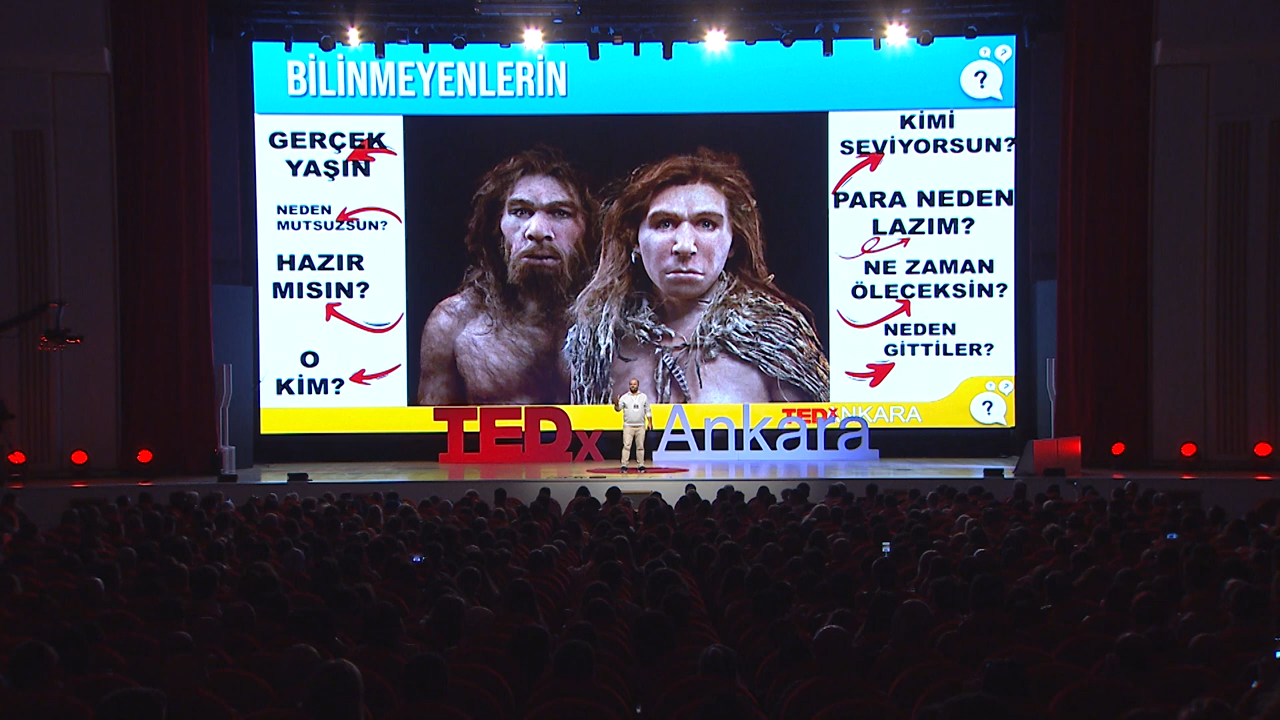 BİLİNMEYENLERİN
?
GERÇEK
YAŞIN
NEDEN
MUTSUZSUN?
HAZIR
MISIN?
O
KİM?
KİMİ
SEVİYORSUN?
PARA NEDEN
LAZIM?
NE ZAMAN
ÖLECEKSİN?
NEDEN
GİTTİLER?
?
TEDxANKARA
TEDx Ankara